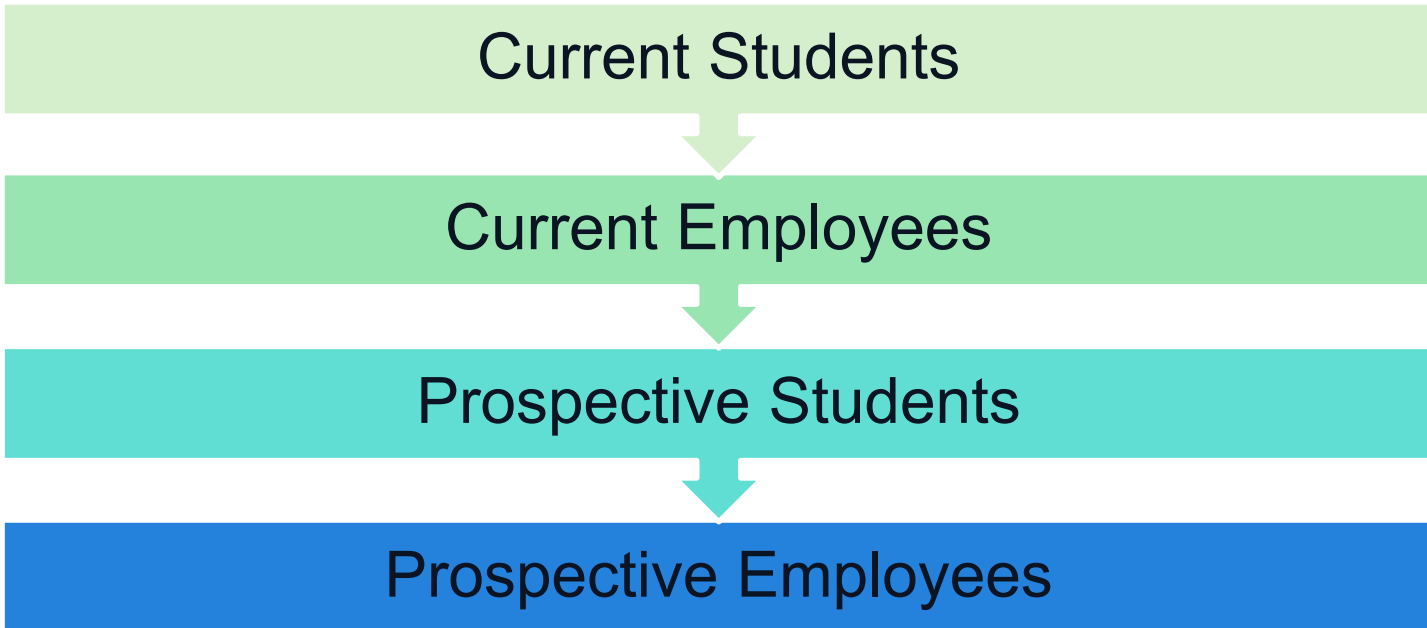 Current Students
Current Employees
Prospective Students
Prospective Employees